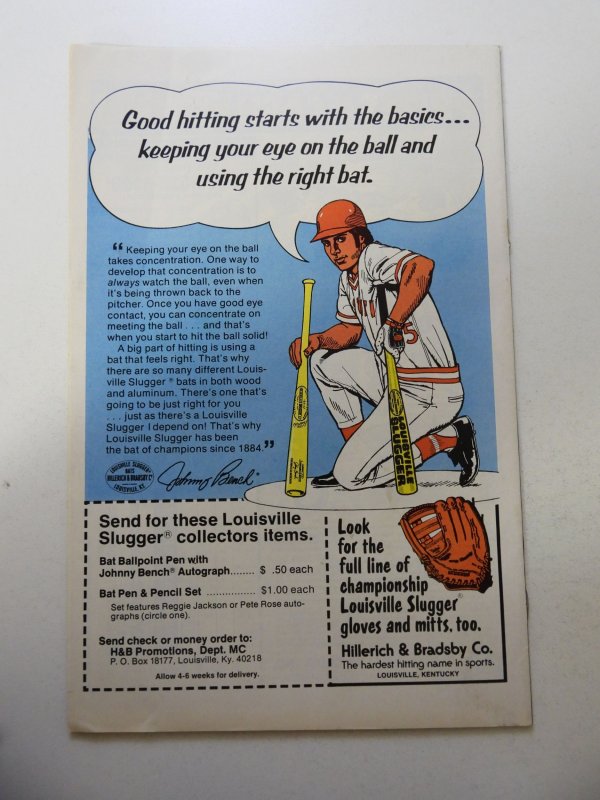 Good hitting starts with the basics...
keeping your eye on the ball and
using the right bat.
“ Keeping your eye on the ball
takes concentration. One way to
develop that concentration is to
always watch the ball, even when
it's being thrown back to the
pitcher. Once you have good eye
contact, you can concentrate on
meeting the ball . . . and that's
when you start to hit the ball solid!
A big part of hitting is using a
bat that feels right. That's why
there are so many different Louis-
ville Slugger ® bats in both wood
and aluminum. There's one that's
going to be just right for you
. . . just as there's a Louisville
Slugger I depend on! That's why
Louisville Slugger has been
the bat of champions since 1884.”
LOUISVILLE SLUGGER
BATS
HILLERICH & BRADSBY Co
LOUISVILLE, KY.
Johnny Bench
5
LOUISVILLE
SLUGGER
Send for these Louisville
Slugger® collectors items.
Bat Ballpoint Pen with
Johnny Bench® Autograph........ $ .50 each
Bat Pen & Pencil Set ................ $1.00 each
Set features Reggie Jackson or Pete Rose auto-
graphs (circle one).
Send check or money order to:
H&B Promotions, Dept. MC
P. O. Box 18177, Louisville, Ky. 40218
Allow 4-6 weeks for delivery.
Look
for the
full line of
championship
Louisville Slugger®
gloves and mitts, too.
Hillerich & Bradsby Co.
The hardest hitting name in sports.
LOUISVILLE, KENTUCKY